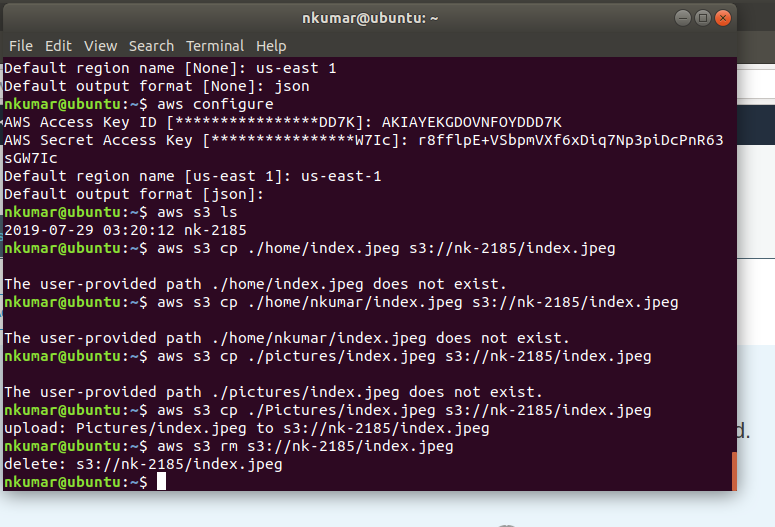 nkumar@ubuntu: ~
File Edit View Search Terminal Help
Default region name [None]: us-east 1
Default output format [None]: json
nkumar@ubuntu:~$ aws configure
AWS Access Key ID [****************DD7K]: AKIAYEKGDOVNFOYDDD7K
AWS Secret Access Key [****************W7Ic]: r8fflpE+VSbpmVXf6xDiq7Np3piDcPnR63
sGW7Ic
Default region name [us-east 1]: us-east-1
Default output format [json]:
nkumar@ubuntu:~$ aws s3 ls
2019-07-29 03:20:12 nk-2185
nkumar@ubuntu:~$ aws s3 cp ./home/index.jpeg s3://nk-2185/index.jpeg
The user-provided path ./home/index.jpeg does not exist.
nkumar@ubuntu:~$ aws s3 cp ./home/nkumar/index.jpeg s3://nk-2185/index.jpeg
The user-provided path ./home/nkumar/index.jpeg does not exist.
nkumar@ubuntu:~$ aws s3 cp ./pictures/index.jpeg s3://nk-2185/index.jpeg
The user-provided path ./pictures/index.jpeg does not exist.
nkumar@ubuntu:~$ aws s3 cp ./Pictures/index.jpeg s3://nk-2185/index.jpeg
upload: Pictures/index.jpeg to s3://nk-2185/index.jpeg
nkumar@ubuntu:~$ aws s3 rm s3://nk-2185/index.jpeg
delete: s3://nk-2185/index.jpeg
nkumar@ubuntu:~$